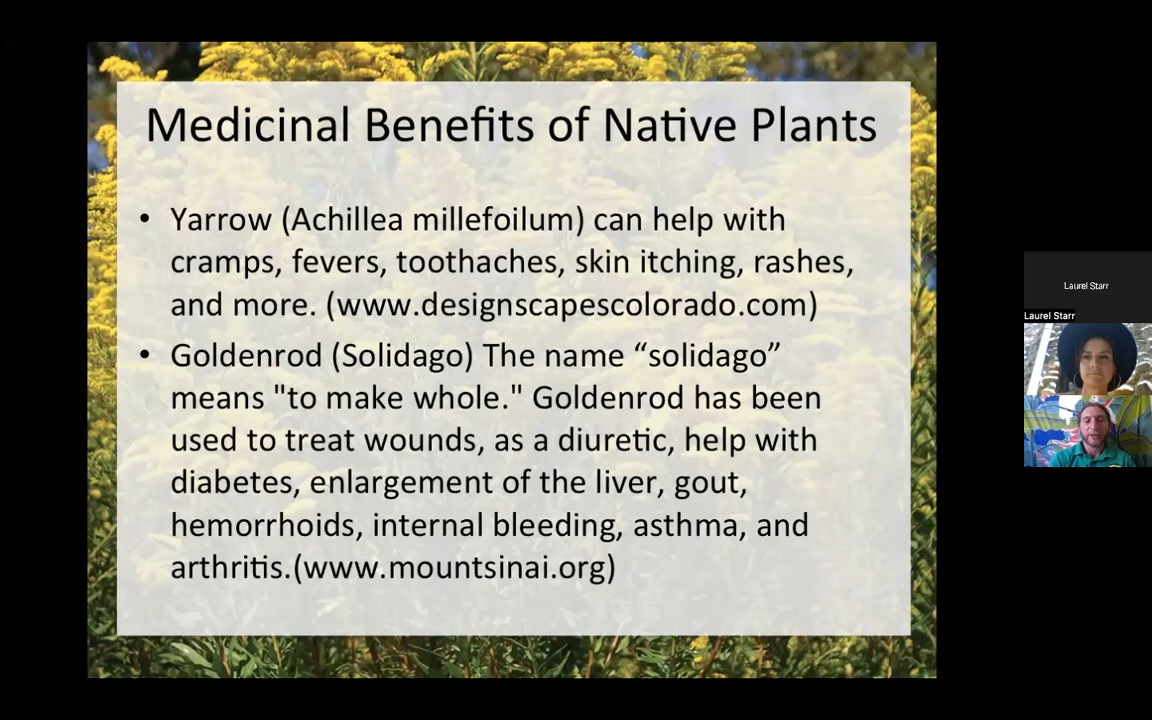 Medicinal Benefits of Native Plants
• Yarrow (Achillea millefoilum) can help with
cramps, fevers, toothaches, skin itching, rashes,
and more. (www.designscapescolorado.com)
• Goldenrod (Solidago) The name “solidago”
means "to make whole." Goldenrod has been
used to treat wounds, as a diuretic, help with
diabetes, enlargement of the liver, gout,
hemorrhoids, internal bleeding, asthma, and
arthritis.(www.mountsinai.org)
Laurel Starr
Laurel Starr